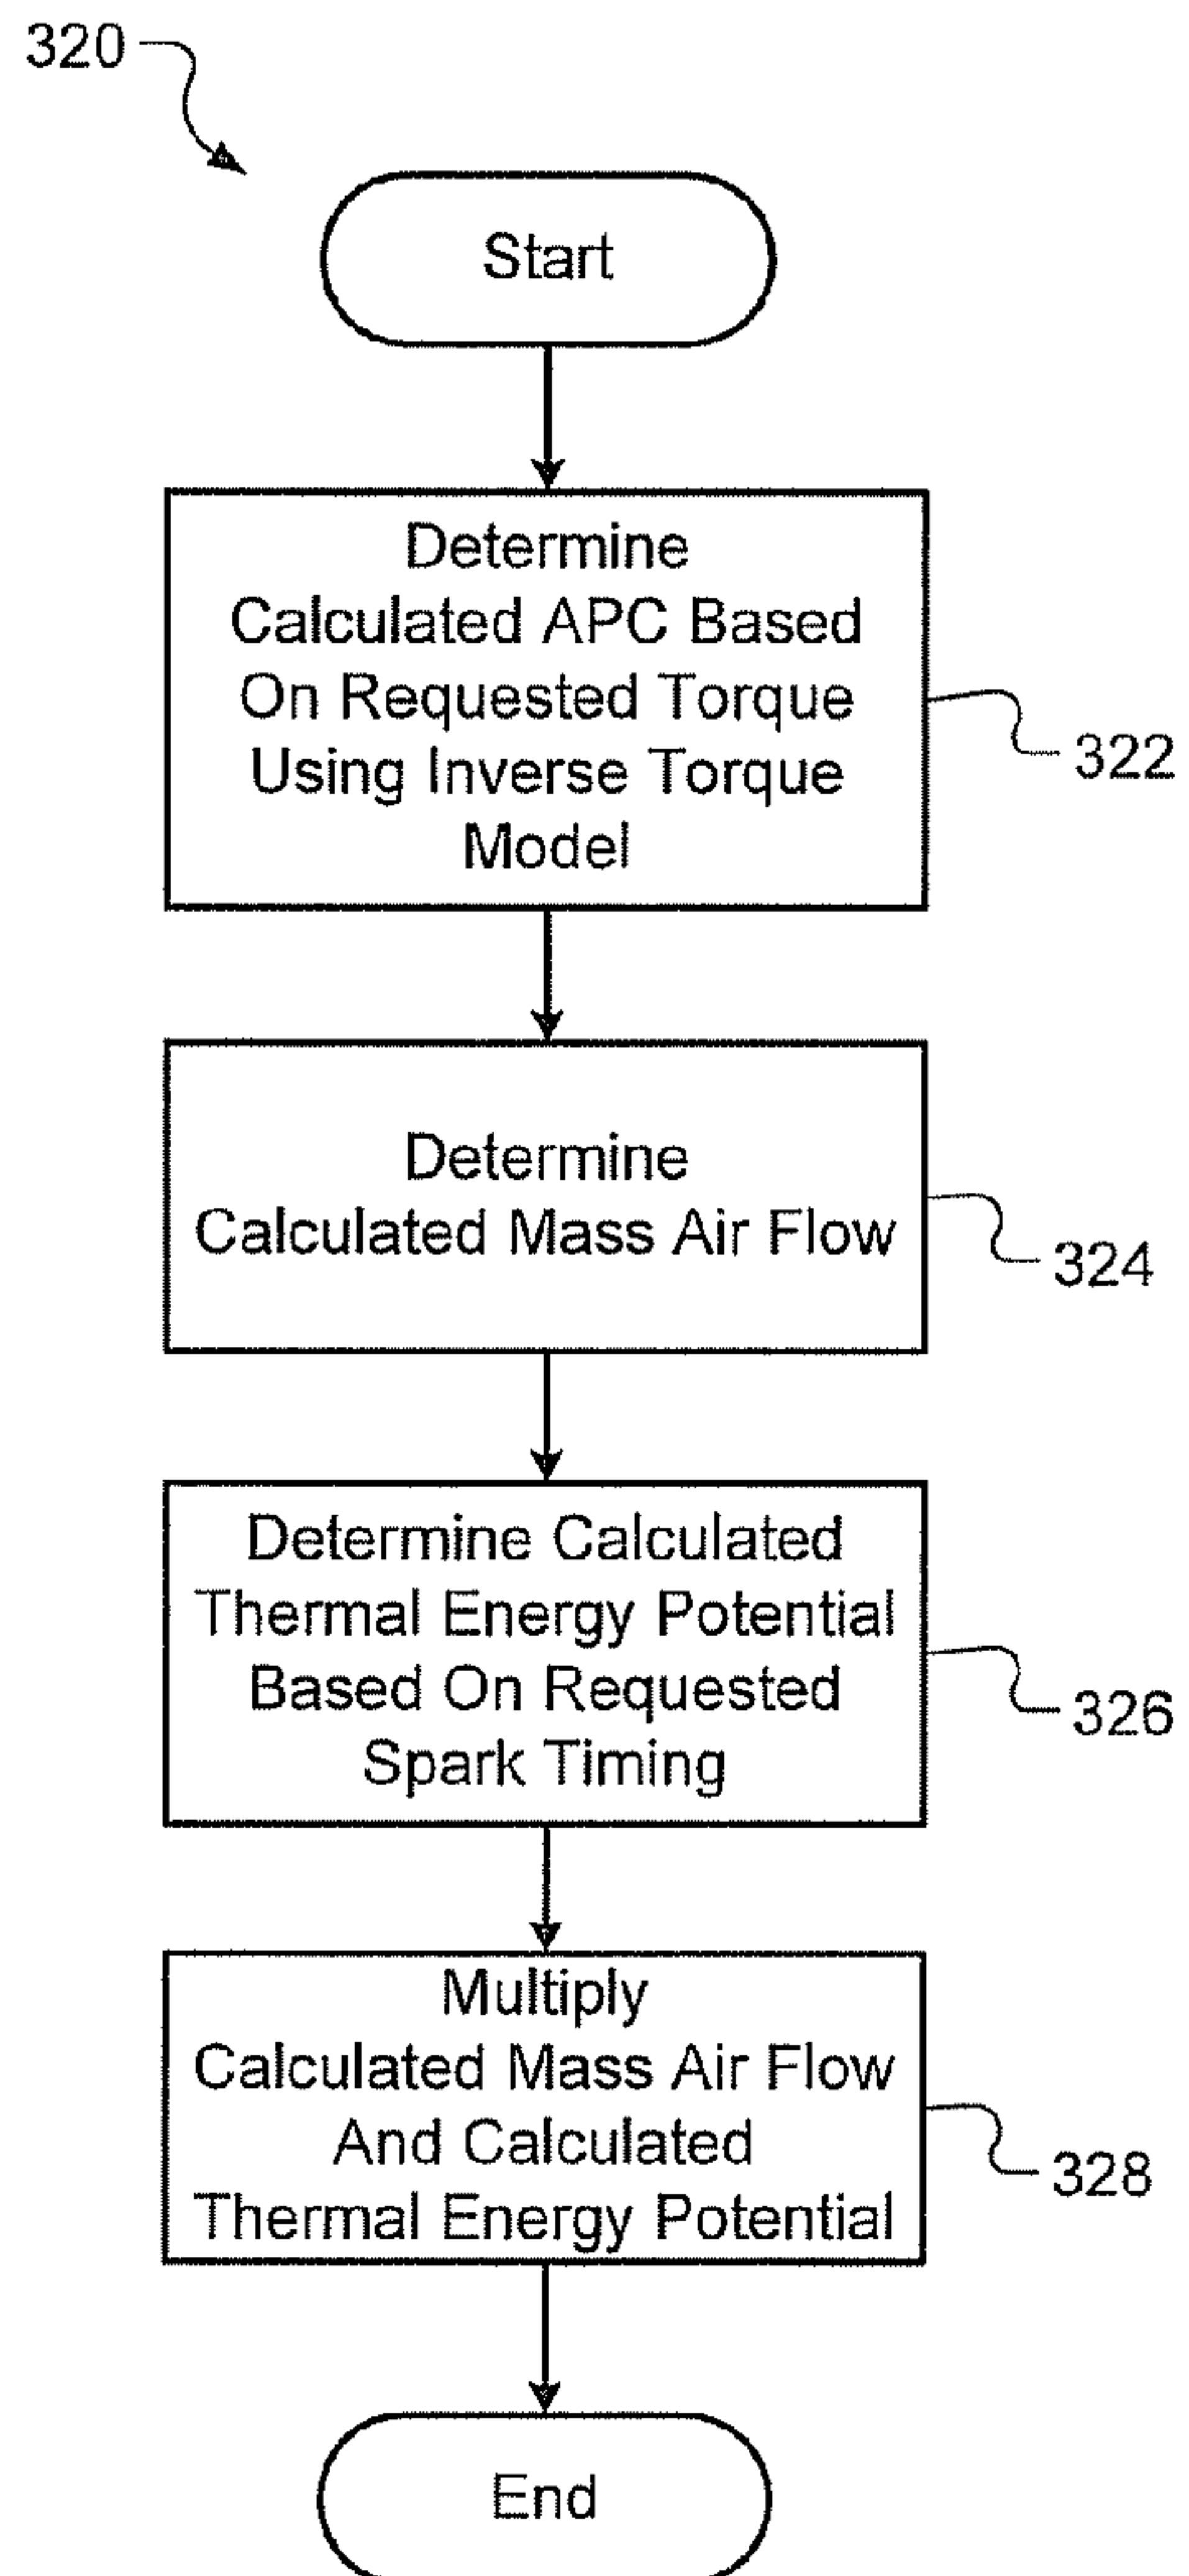 320
Start
Determine
Calculated APC Based
On Requested Torque
Using Inverse Torque
Model
322
Determine
Calculated Mass Air Flow
324
Determine Calculated
Thermal Energy Potential
Based On Requested
Spark Timing
326
Multiply
Calculated Mass Air Flow
And Calculated
Thermal Energy Potential
328
End